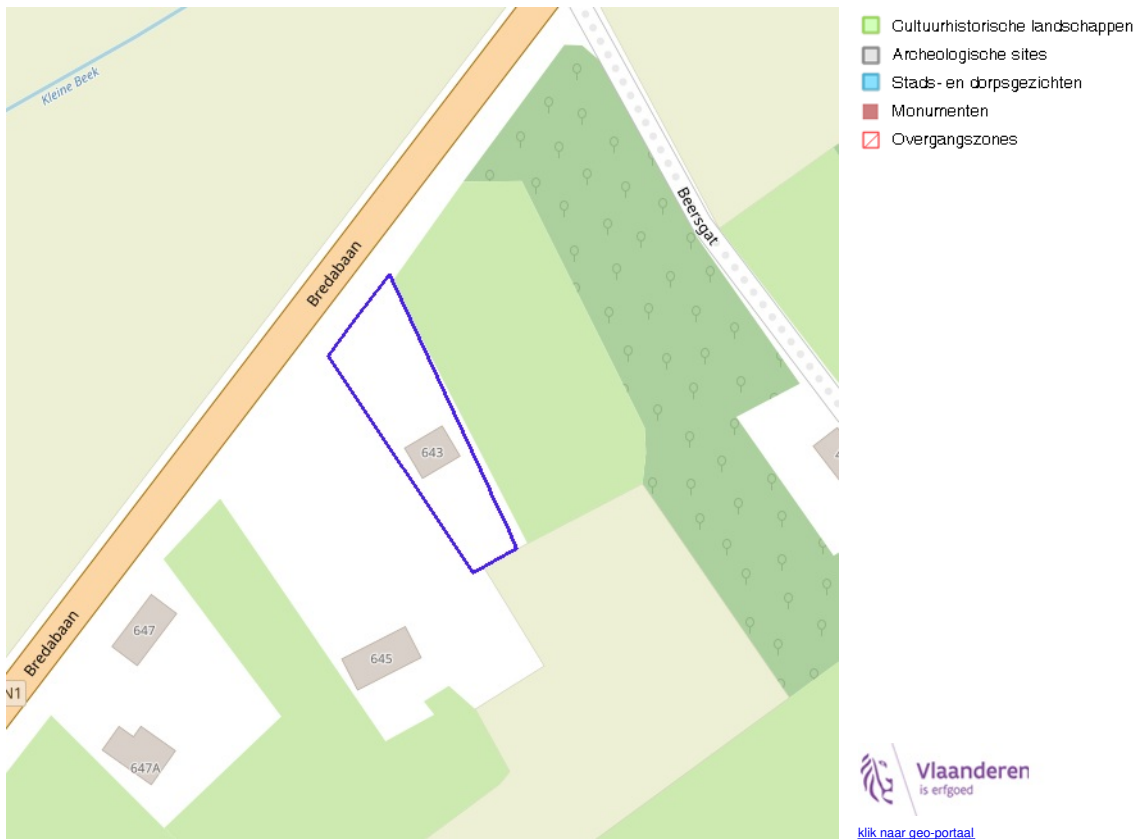 Kleine Beek
Bredabaan
Beersgat
643
645
647
647A
Bredabaan
N1
Cultuurhistorische landschappen
Archeologische sites
Stads- en dorpsgezichten
Monumenten
Overgangszones
Vlaanderen
is erfgoed
klik naar geo-portaal